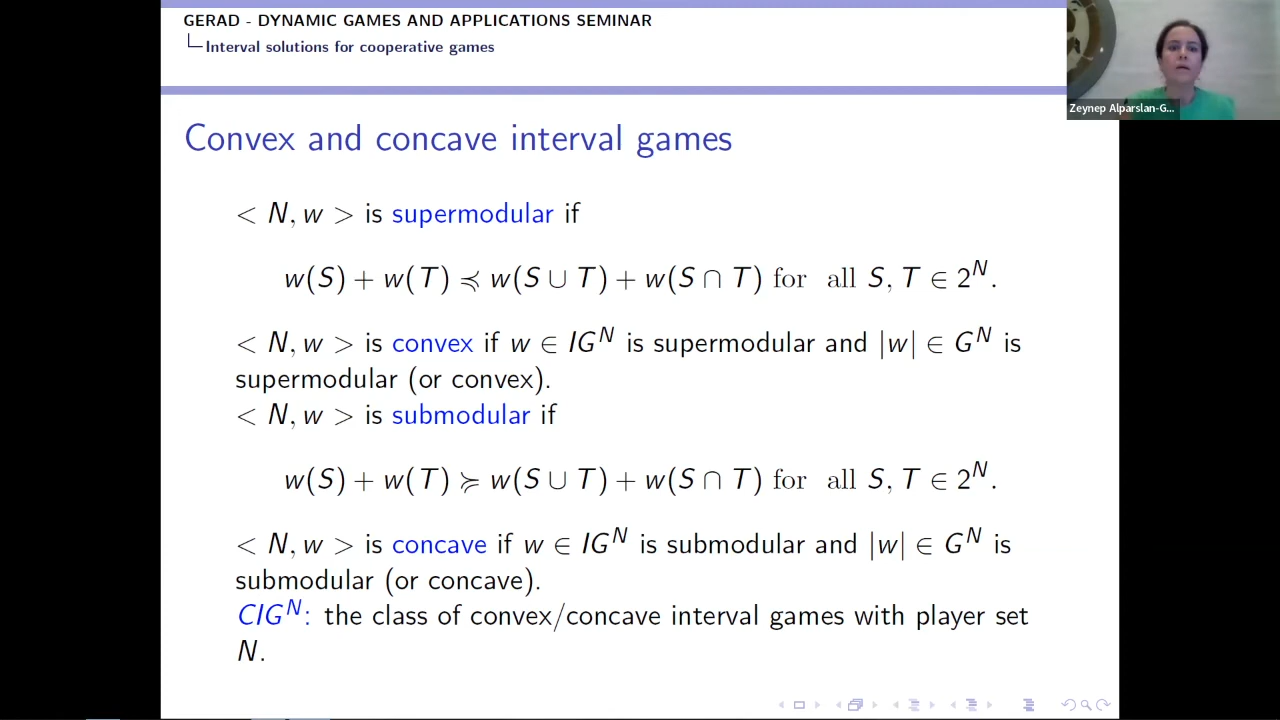 GERAD - DYNAMIC GAMES AND APPLICATIONS SEMINAR
Interval solutions for cooperative games
Zeynep Alparslan-G...
Convex and concave interval games
< N, w > is supermodular if
w(S) + w(T) ≼ w(S ∪ T) + w(S ∩ T) for all S, T ∈ 2^N.
< N, w > is convex if w ∈ IG^N is supermodular and |w| ∈ G^N is
supermodular (or convex).
< N, w > is submodular if
w(S) + w(T) ≽ w(S ∪ T) + w(S ∩ T) for all S, T ∈ 2^N.
< N, w > is concave if w ∈ IG^N is submodular and |w| ∈ G^N is
submodular (or concave).
CIG^N: the class of convex/concave interval games with player set
N.